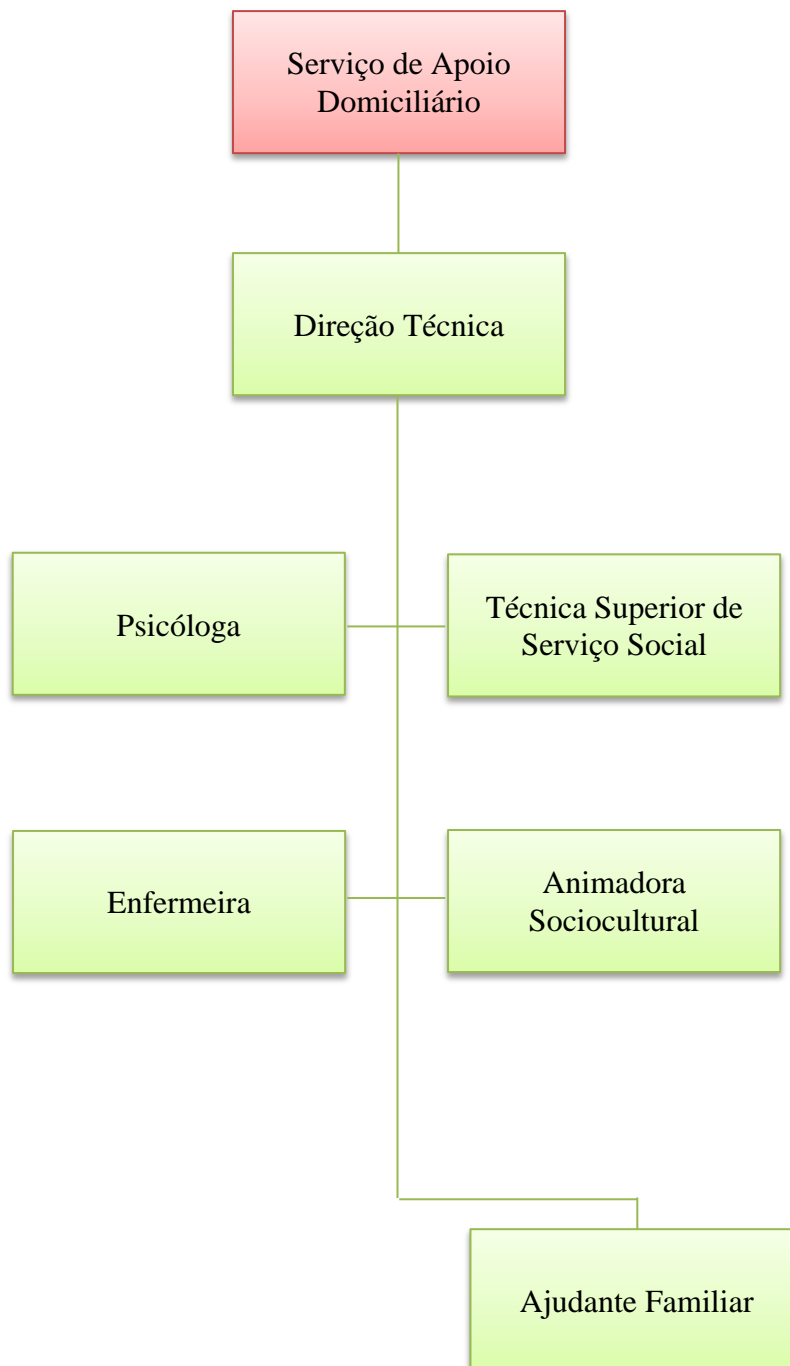 Serviço de Apoio
Domiciliário
Direção Técnica
Psicóloga
Técnica Superior de
Serviço Social
Enfermeira
Animadora
Sociocultural
Ajudante Familiar